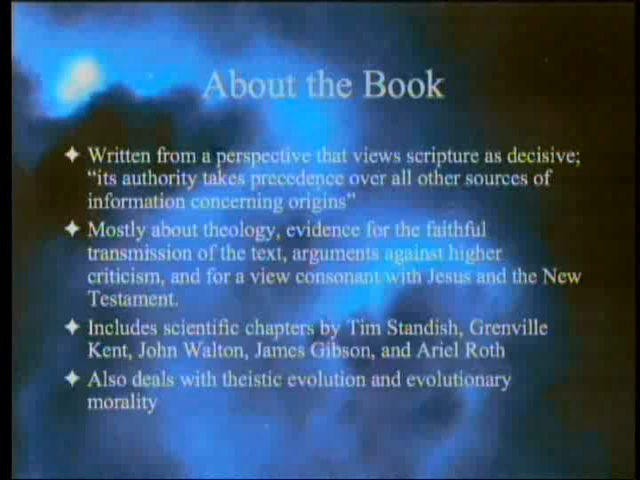 About the Book
Written from a perspective that views scripture as decisive;
“its authority takes precedence over all other sources of
information concerning origins”
Mostly about theology, evidence for the faithful
transmission of the text, arguments against higher
criticism, and for a view consonant with Jesus and the New
Testament.
Includes scientific chapters by Tim Standish, Grenville
Kent, John Walton, James Gibson, and Ariel Roth
Also deals with theistic evolution and evolutionary
morality